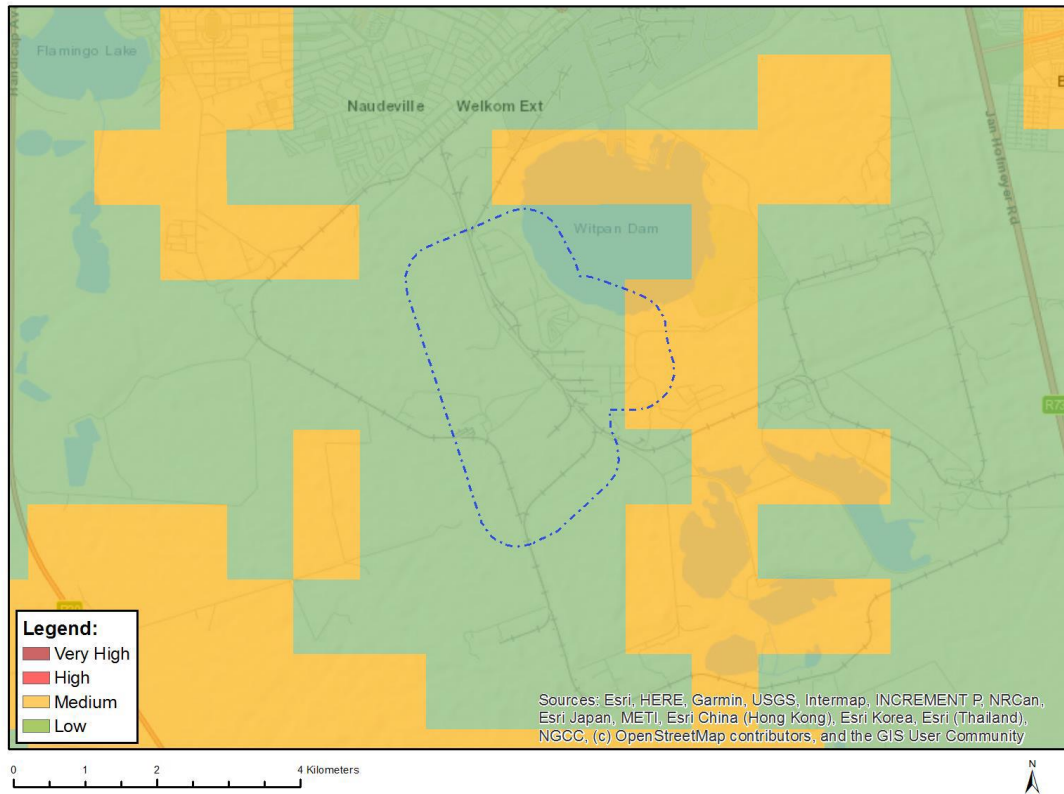 Flamingo Lake
Naudeville
Welkom Ext
Witpan Dam
Jan Hofmeyer Rd
Legend:
Very High
High
Medium
Low
Sources: Esri, HERE, Garmin, USGS, Intermap, INCREMENT P, NRCan,
Esri Japan, METI, Esri China (Hong Kong), Esri Korea, Esri (Thailand),
NGCC, (c) OpenStreetMap contributors, and the GIS User Community
0 1 2 4 Kilometers
N